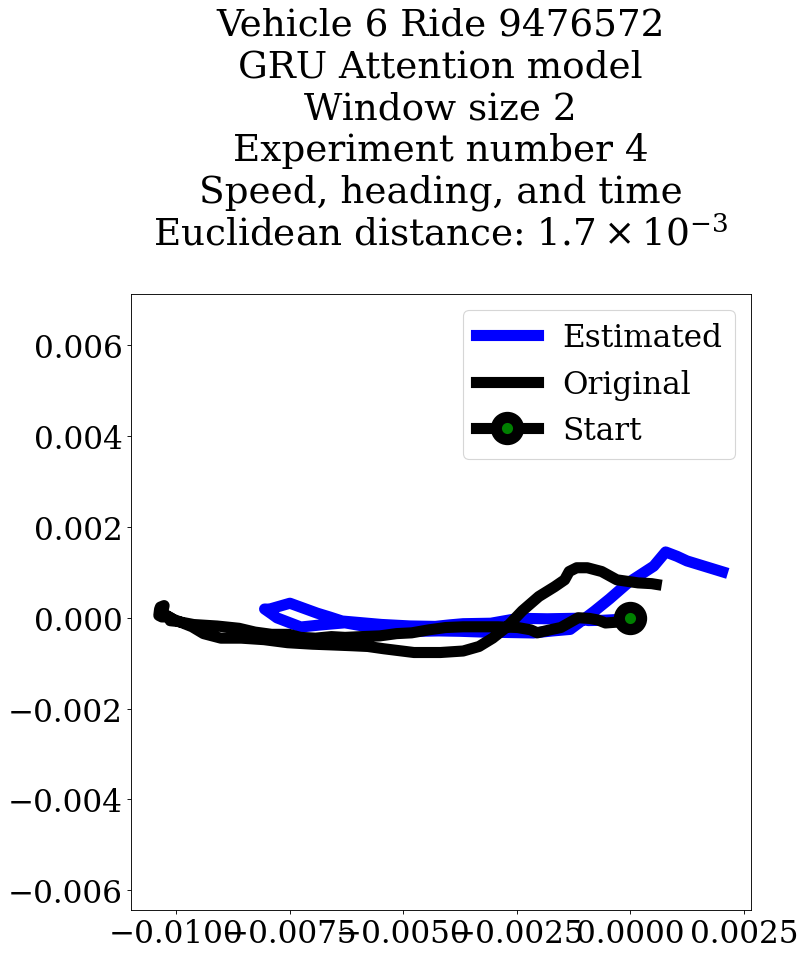 Vehicle 6 Ride 9476572
GRU Attention model
Window size 2
Experiment number 4
Speed, heading, and time
Euclidean distance: 1.7 × 10⁻³
Estimated
Original
Start
0.006
0.004
0.002
0.000
−0.002
−0.004
−0.006
−0.0100 −0.0075 −0.0050 −0.0025 0.0000 0.0025